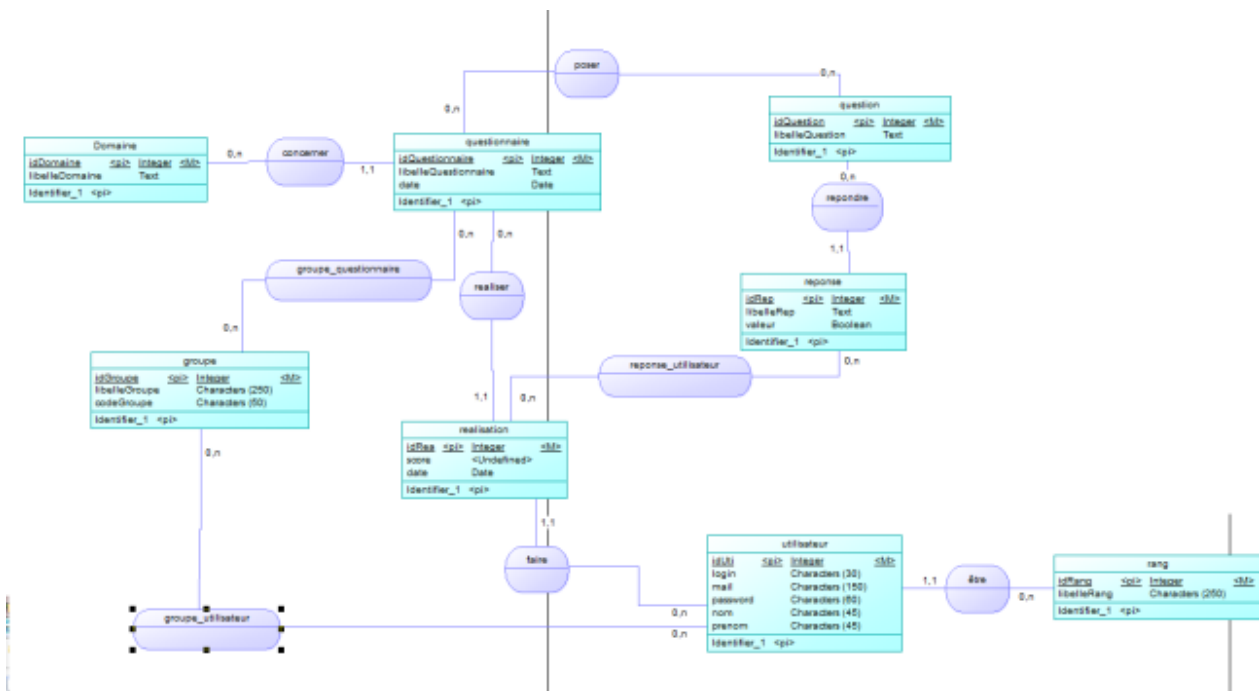 poser
0,n
0,n
question
idQuestion <pi> Integer <M>
libelleQuestion Text
Identifier_1 <pi>
Domaine
idDomaine <pi> Integer <M>
libelleDomaine Text
Identifier_1 <pi>
0,n
concerner
1,1
questionnaire
idQuestionnaire <pi> Integer <M>
libelleQuestionnaire Text
date Date
Identifier_1 <pi>
0,n
repondre
1,1
0,n
0,n
groupe_questionnaire
realiser
reponse
idRep <pi> Integer <M>
libelleRep Text
valeur Boolean
Identifier_1 <pi>
0,n
groupe
idGroupe <pi> Integer <M>
libelleGroupe Characters (250)
codeGroupe Characters (50)
Identifier_1 <pi>
reponse_utilisateur
0,n
1,1
0,n
realisation
idRea <pi> Integer <M>
score <Undefined>
date Date
Identifier_1 <pi>
0,n
1,1
faire
utilisateur
idUti <pi> Integer <M>
login Characters (30)
mail Characters (150)
password Characters (60)
nom Characters (45)
prenom Characters (45)
Identifier_1 <pi>
1,1
être
0,n
rang
idRang <pi> Integer <M>
libelleRang Characters (250)
Identifier_1 <pi>
0,n
groupe_utilisateur
0,n